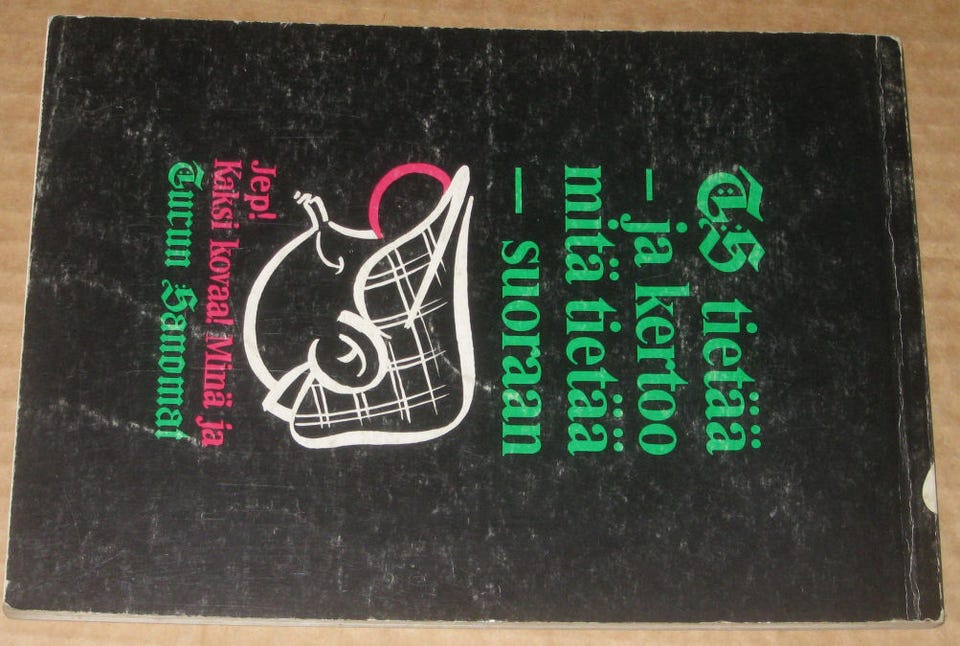 TS tietää
– ja kertoo
mitä tietää
– suoraan
Jep!
Kaksi kovaa! Minä ja
Turun Sanomat